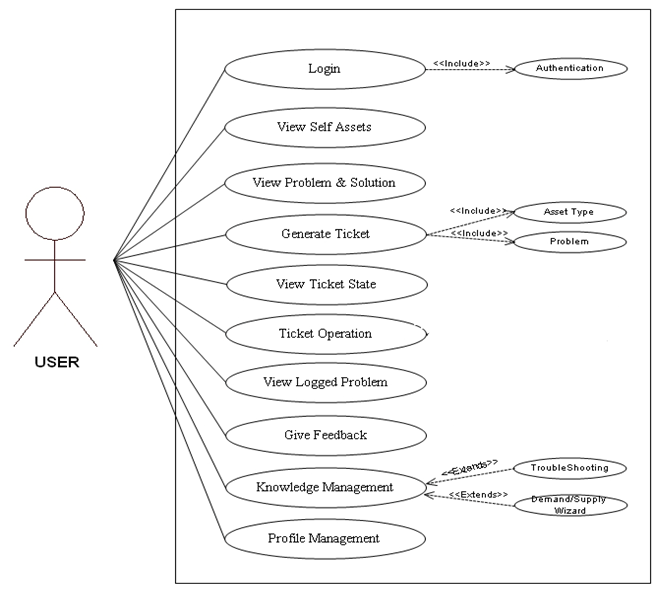 Login
<<Include>>
Authentication
View Self Assets
View Problem & Solution
Generate Ticket
<<Include>>
Asset Type
<<Include>>
Problem
View Ticket State
Ticket Operation
View Logged Problem
Give Feedback
Knowledge Management
<<Extends>>
TroubleShooting
<<Extends>>
Demand/Supply
Wizard
Profile Management
USER